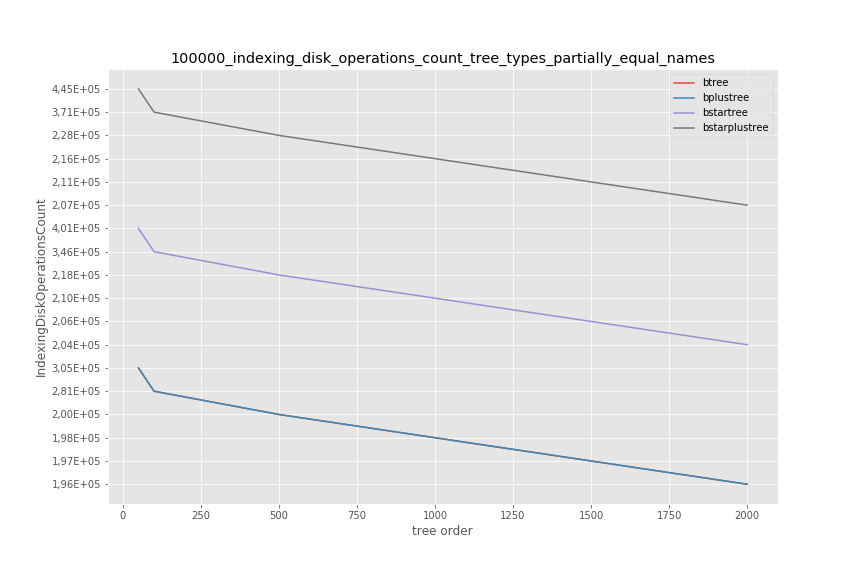 100000_indexing_disk_operations_count_tree_types_partially_equal_names
btree
bplustree
bstartree
bstarplustree
IndexingDiskOperationsCount
4,45E+05
3,71E+05
2,28E+05
2,16E+05
2,11E+05
2,07E+05
4,01E+05
3,46E+05
2,18E+05
2,10E+05
2,06E+05
2,04E+05
3,05E+05
2,81E+05
2,00E+05
1,98E+05
1,97E+05
1,96E+05
0 250 500 750 1000 1250 1500 1750 2000
tree order